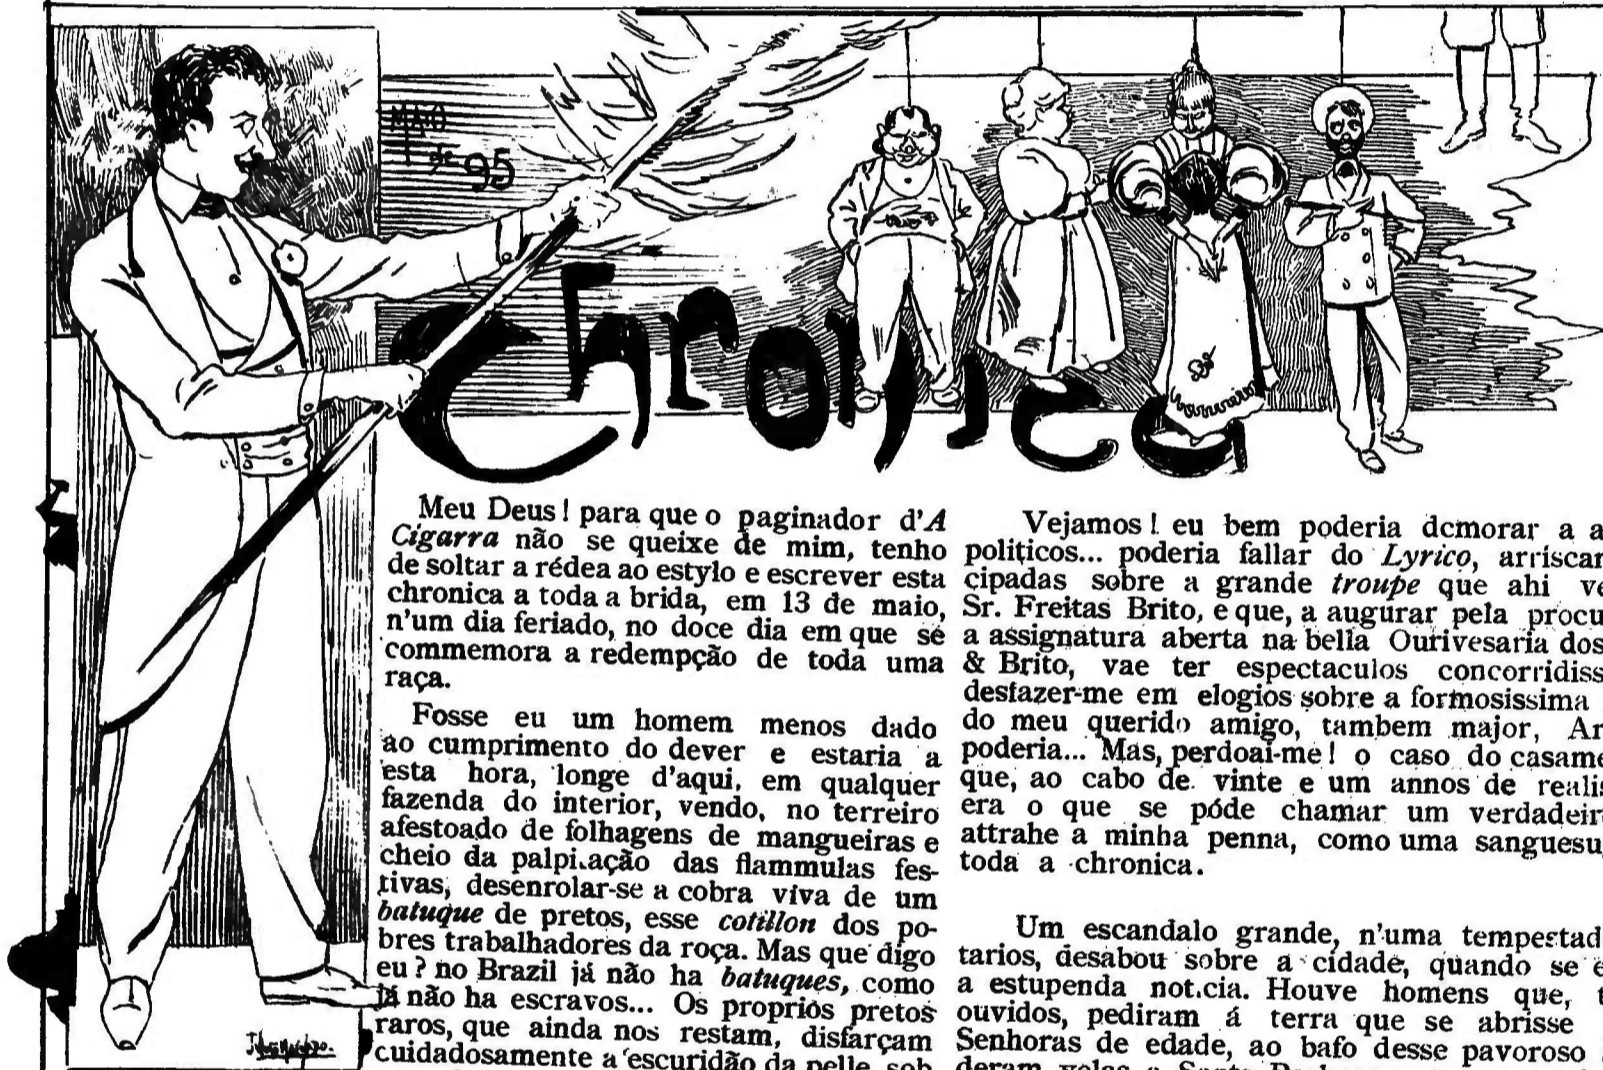 MAIO
de 95
Chronica
Meu Deus! para que o paginador d'A
Cigarra não se queixe de mim, tenho
de soltar a rédea ao estylo e escrever esta
chronica a toda a brida, em 13 de maio,
n'um dia feriado, no doce dia em que se
commemora a redempção de toda uma
raça.
Fosse eu um homem menos dado
ao cumprimento do dever e estaria a
esta hora, longe d'aqui, em qualquer
fazenda do interior, vendo, no terreiro
afestoado de folhagens de mangueiras e
cheio da palpi.ação das flammulas fes-
tivas, desenrolar-se a cobra viva de um
batuque de pretos, esse cotillon dos po-
bres trabalhadores da roça. Mas que digo
eu? no Brazil já não ha batuques, como
já não ha escravos... Os proprios pretos
raros, que ainda nos restam, disfarçam
cuidadosamente a escuridão da pelle sob
Vejamos! eu bem poderia demorar a a
politicos... poderia fallar do Lyrico, arriscar
cipadas sobre a grande troupe que ahi ve
Sr. Freitas Brito, e que, a augurar pela procu
a assignatura aberta na bella Ourivesaria dos
& Brito, vae ter espectaculos concorridiss
desfazer-me em elogios sobre a formosissima
do meu querido amigo, tambem major, Ar
poderia... Mas, perdoai-me! o caso do casame
que, ao cabo de vinte e um annos de realis
era o que se póde chamar um verdadeir
attrahe a minha penna, como uma sanguesu
toda a chronica.
Um escandalo grande, n'uma tempestad
tarios, desabou sobre a cidade, quando se e
a estupenda not.cia. Houve homens que, t
ouvidos, pediram á terra que se abrisse
Senhoras de edade, ao bafo desse pavoroso
deram velas a Santa